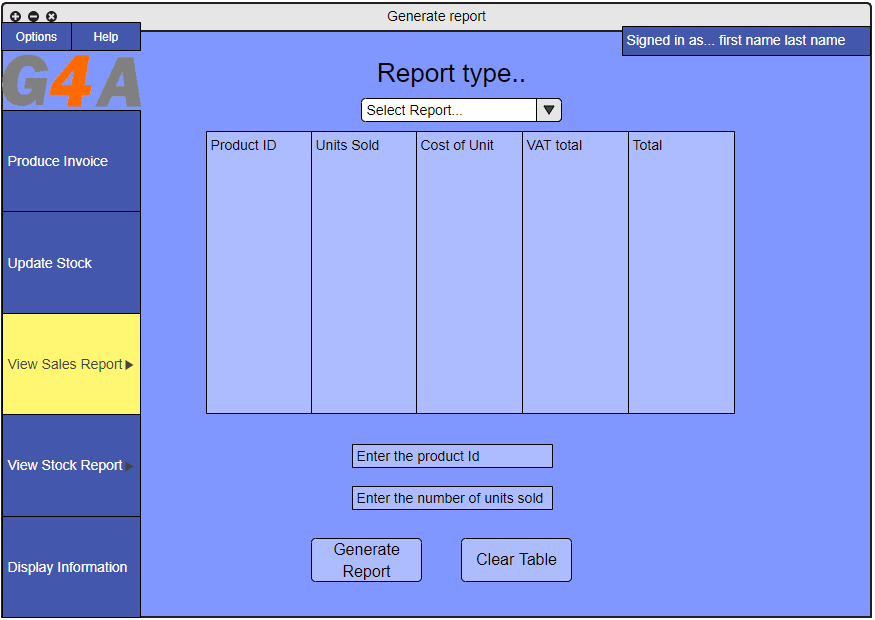 Generate report
Options
Help
Signed in as... first name last name
G4A
Report type..
Select Report...
Product ID
Units Sold
Cost of Unit
VAT total
Total
Produce Invoice
Update Stock
View Sales Report
View Stock Report
Display Information
Enter the product Id
Enter the number of units sold
Generate
Report
Clear Table